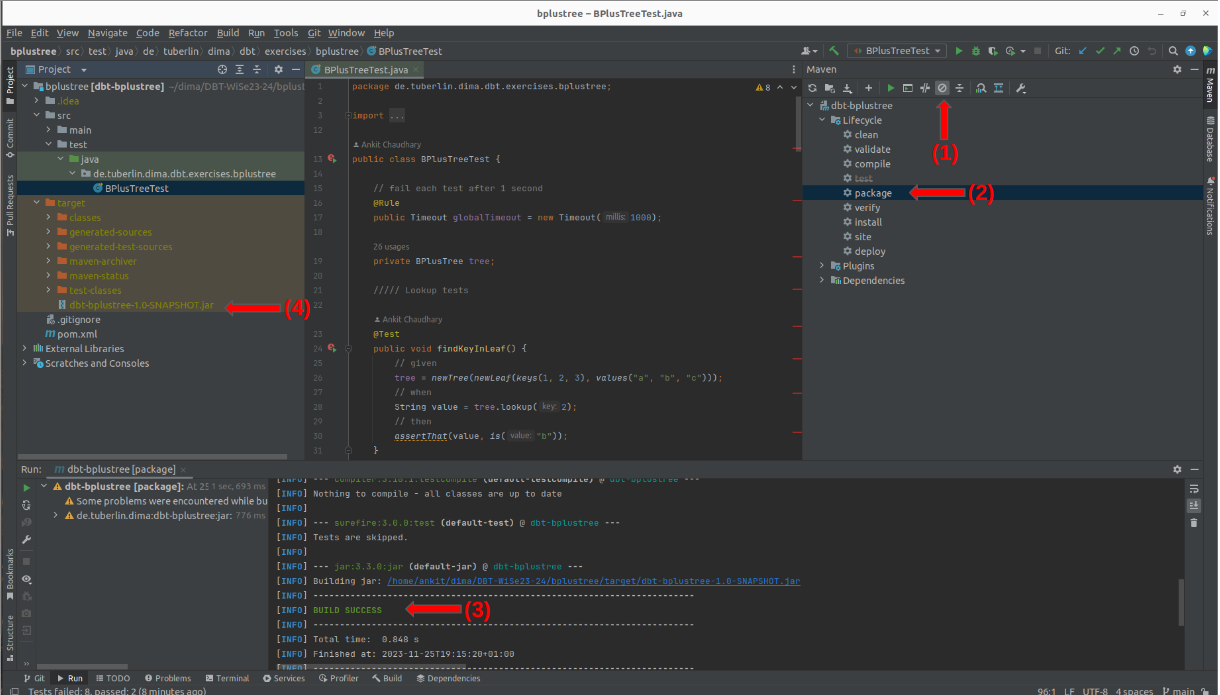 bplustree – BPlusTreeTest.java
File Edit View Navigate Code Refactor Build Run Tools Git Window Help
bplustree src test java de tuberlin dima dbt exercises bplustree BPlusTreeTest
BPlusTreeTest
Git:
Project
Commit
Pull Requests
Bookmarks
Structure
Project
bplustree [dbt-bplustree] ~/dima/DBT-WiSe23-24/bplust
.idea
src
main
test
java
de.tuberlin.dima.dbt.exercises.bplustree
BPlusTreeTest
target
classes
generated-sources
generated-test-sources
maven-archiver
maven-status
test-classes
dbt-bplustree-1.0-SNAPSHOT.jar
(4)
.gitignore
pom.xml
External Libraries
Scratches and Consoles
BPlusTreeTest.java
8
1 package de.tuberlin.dima.dbt.exercises.bplustree;
2
3 import ...
12
Ankit Chaudhary
13 public class BPlusTreeTest {
14
15 // fail each test after 1 second
16 @Rule
17 public Timeout globalTimeout = new Timeout( millis: 1000);
18
26 usages
19 private BPlusTree tree;
20
21 ///// Lookup tests
22
Ankit Chaudhary
23 @Test
24 public void findKeyInLeaf() {
25 // given
26 tree = newTree(newLeaf(keys(1, 2, 3), values("a", "b", "c")));
27 // when
28 String value = tree.lookup( key: 2);
29 // then
30 assertThat(value, is( value: "b"));
31 }
Maven
dbt-bplustree
Lifecycle
clean
validate
compile
test
package
verify
install
site
deploy
Plugins
Dependencies
(1)
(2)
Maven
Database
Notifications
Run: dbt-bplustree [package]
dbt-bplustree [package]: At 25 1 sec, 693 ms
Some problems were encountered while bu
de.tuberlin.dima:dbt-bplustree:jar: 776 ms
[INFO] --- compiler:3.10.1:testCompile (default-testCompile) @ dbt-bplustree ---
[INFO] Nothing to compile - all classes are up to date
[INFO]
[INFO] --- surefire:3.0.0:test (default-test) @ dbt-bplustree ---
[INFO] Tests are skipped.
[INFO]
[INFO] --- jar:3.3.0:jar (default-jar) @ dbt-bplustree ---
[INFO] Building jar: /home/ankit/dima/DBT-WiSe23-24/bplustree/target/dbt-bplustree-1.0-SNAPSHOT.jar
[INFO] ------------------------------------------------------------------------
[INFO] BUILD SUCCESS
(3)
[INFO] ------------------------------------------------------------------------
[INFO] Total time: 0.848 s
[INFO] Finished at: 2023-11-25T19:15:20+01:00
[INFO] ------------------------------------------------------------------------
Git Run TODO Problems Terminal Services Profiler Build Dependencies
Tests failed: 8, passed: 2 (8 minutes ago)
96:1 LF UTF-8 4 spaces main